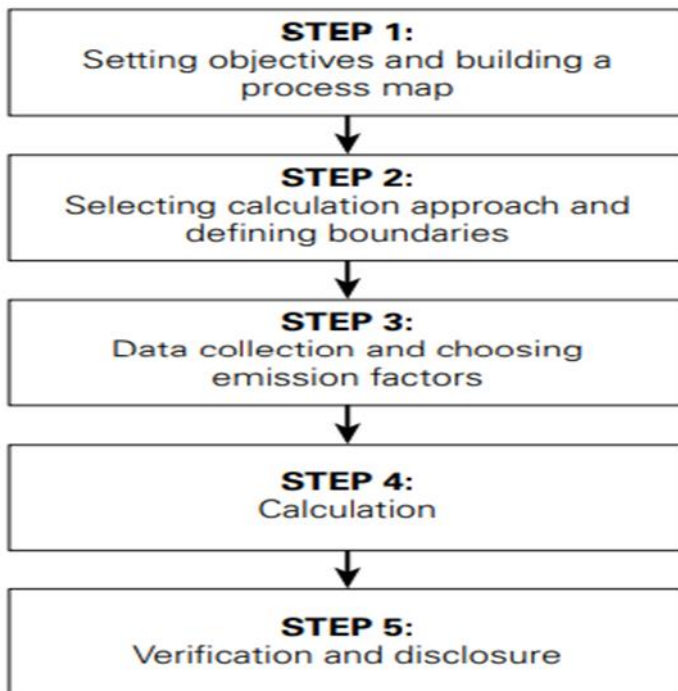 STEP 1:
Setting objectives and building a
process map
STEP 2:
Selecting calculation approach and
defining boundaries
STEP 3:
Data collection and choosing
emission factors
STEP 4:
Calculation
STEP 5:
Verification and disclosure